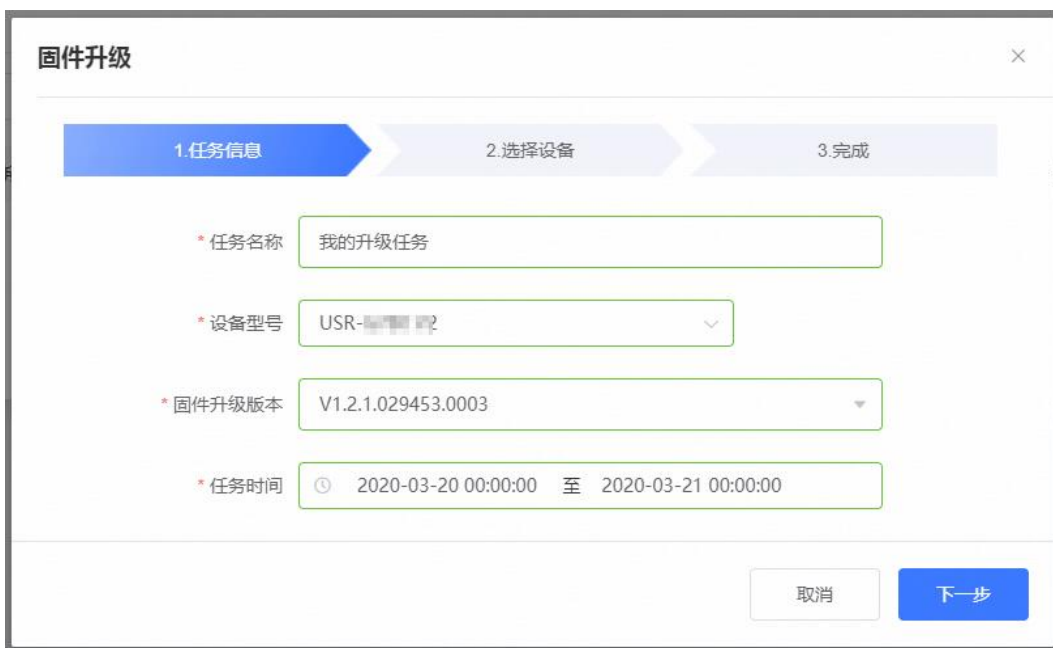 固件升级
1.任务信息 2.选择设备 3.完成
* 任务名称 我的升级任务
* 设备型号 USR-
* 固件升级版本 V1.2.1.029453.0003
* 任务时间 2020-03-20 00:00:00 至 2020-03-21 00:00:00
取消 下一步